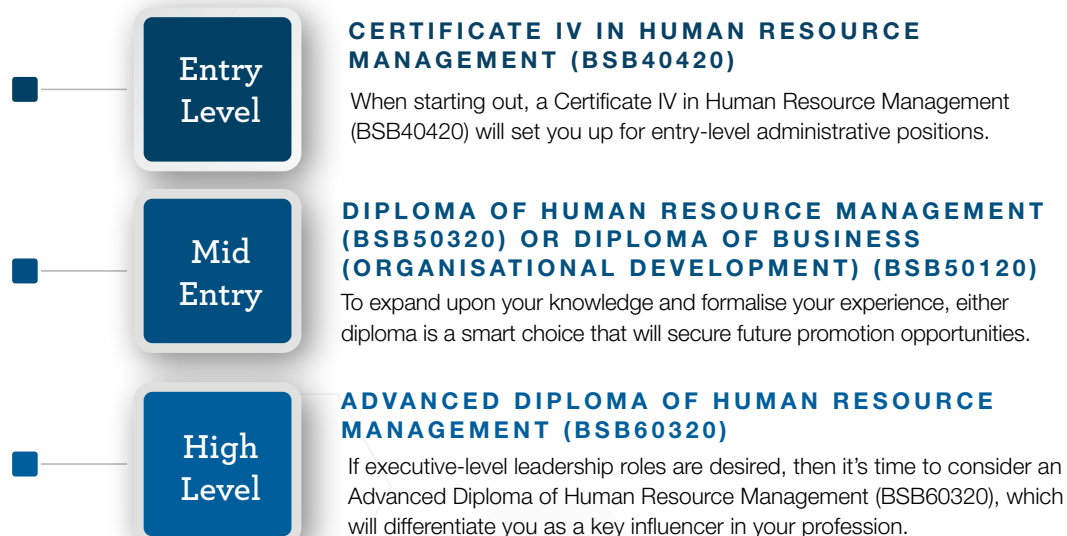 Entry
Level
CERTIFICATE IV IN HUMAN RESOURCE
MANAGEMENT (BSB40420)
When starting out, a Certificate IV in Human Resource Management
(BSB40420) will set you up for entry-level administrative positions.
Mid
Entry
DIPLOMA OF HUMAN RESOURCE MANAGEMENT
(BSB50320) OR DIPLOMA OF BUSINESS
(ORGANISATIONAL DEVELOPMENT) (BSB50120)
To expand upon your knowledge and formalise your experience, either
diploma is a smart choice that will secure future promotion opportunities.
High
Level
ADVANCED DIPLOMA OF HUMAN RESOURCE
MANAGEMENT (BSB60320)
If executive-level leadership roles are desired, then it’s time to consider an
Advanced Diploma of Human Resource Management (BSB60320), which
will differentiate you as a key influencer in your profession.